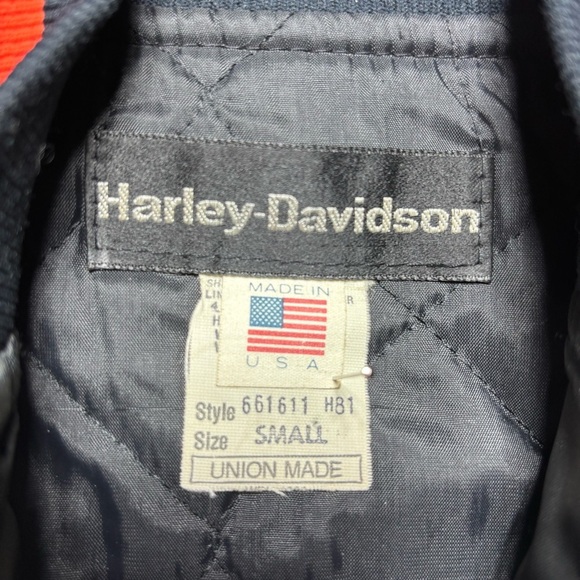 Harley-Davidson
MADE IN
R
U.S.A
Style 661611 H81
Size SMALL
UNION MADE